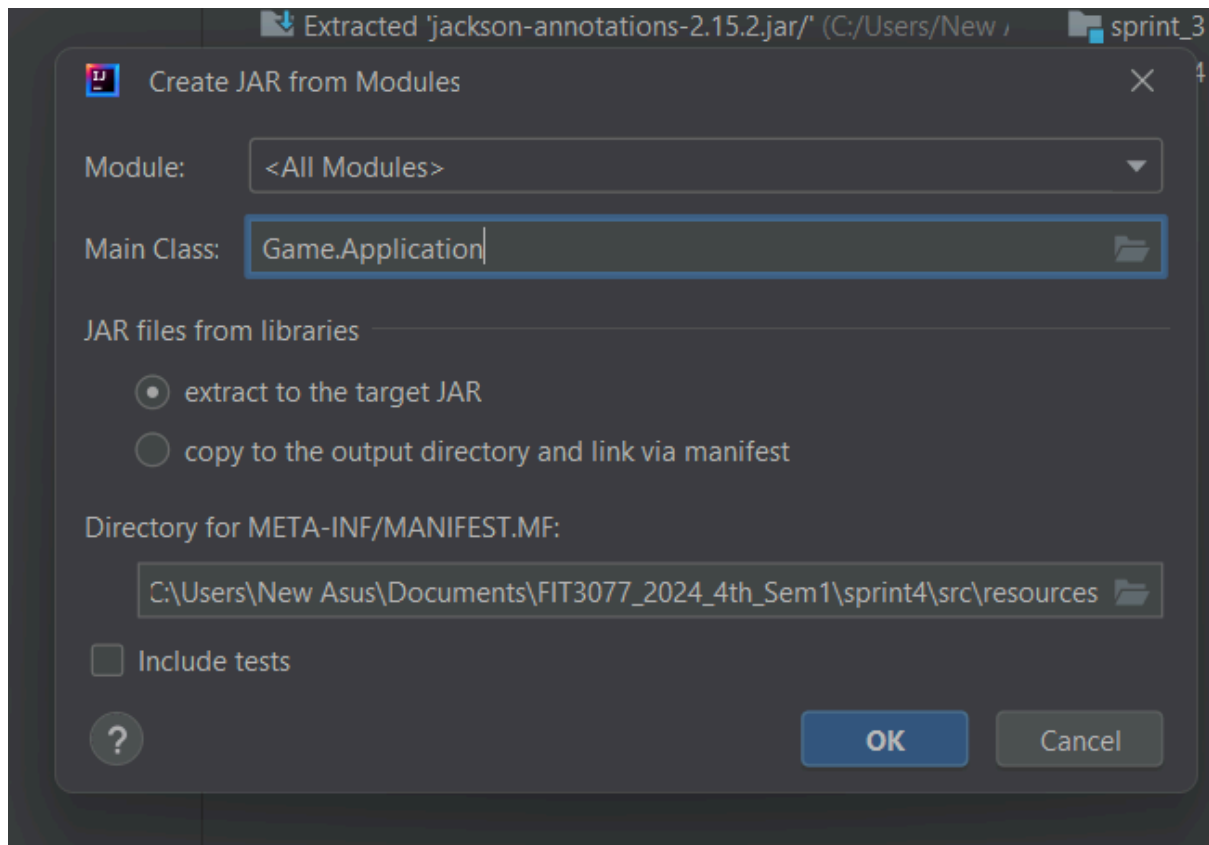 Extracted 'jackson-annotations-2.15.2.jar/' (C:/Users/New sprint_3
Create JAR from Modules
4
Module: <All Modules>
Main Class: Game.Application
JAR files from libraries
extract to the target JAR
copy to the output directory and link via manifest
Directory for META-INF/MANIFEST.MF:
C:\Users\New Asus\Documents\FIT3077_2024_4th_Sem1\sprint4\src\resources
Include tests
? OK Cancel